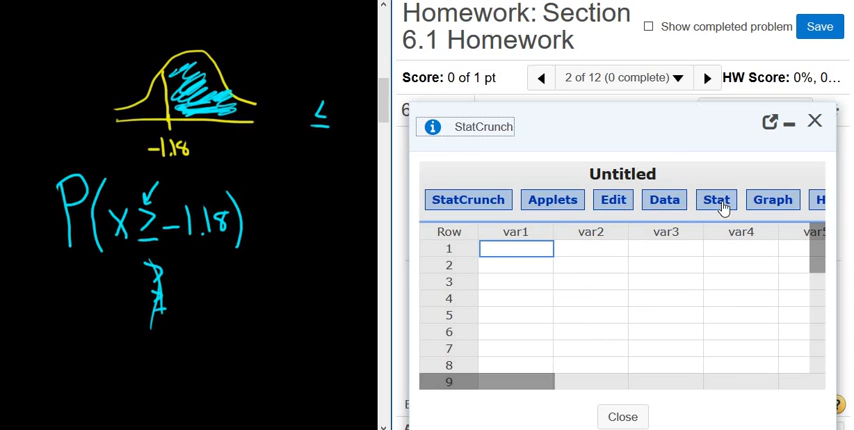 ≤
-1.18
P(x ≥ -1.18)
Homework: Section
6.1 Homework
Show completed problem
Save
Score: 0 of 1 pt
2 of 12 (0 complete)
HW Score: 0%, 0...
6
StatCrunch
Untitled
StatCrunch Applets Edit Data Stat Graph H
Row var1 var2 var3 var4 var5
1
2
3
4
5
6
7
8
9
Close
?